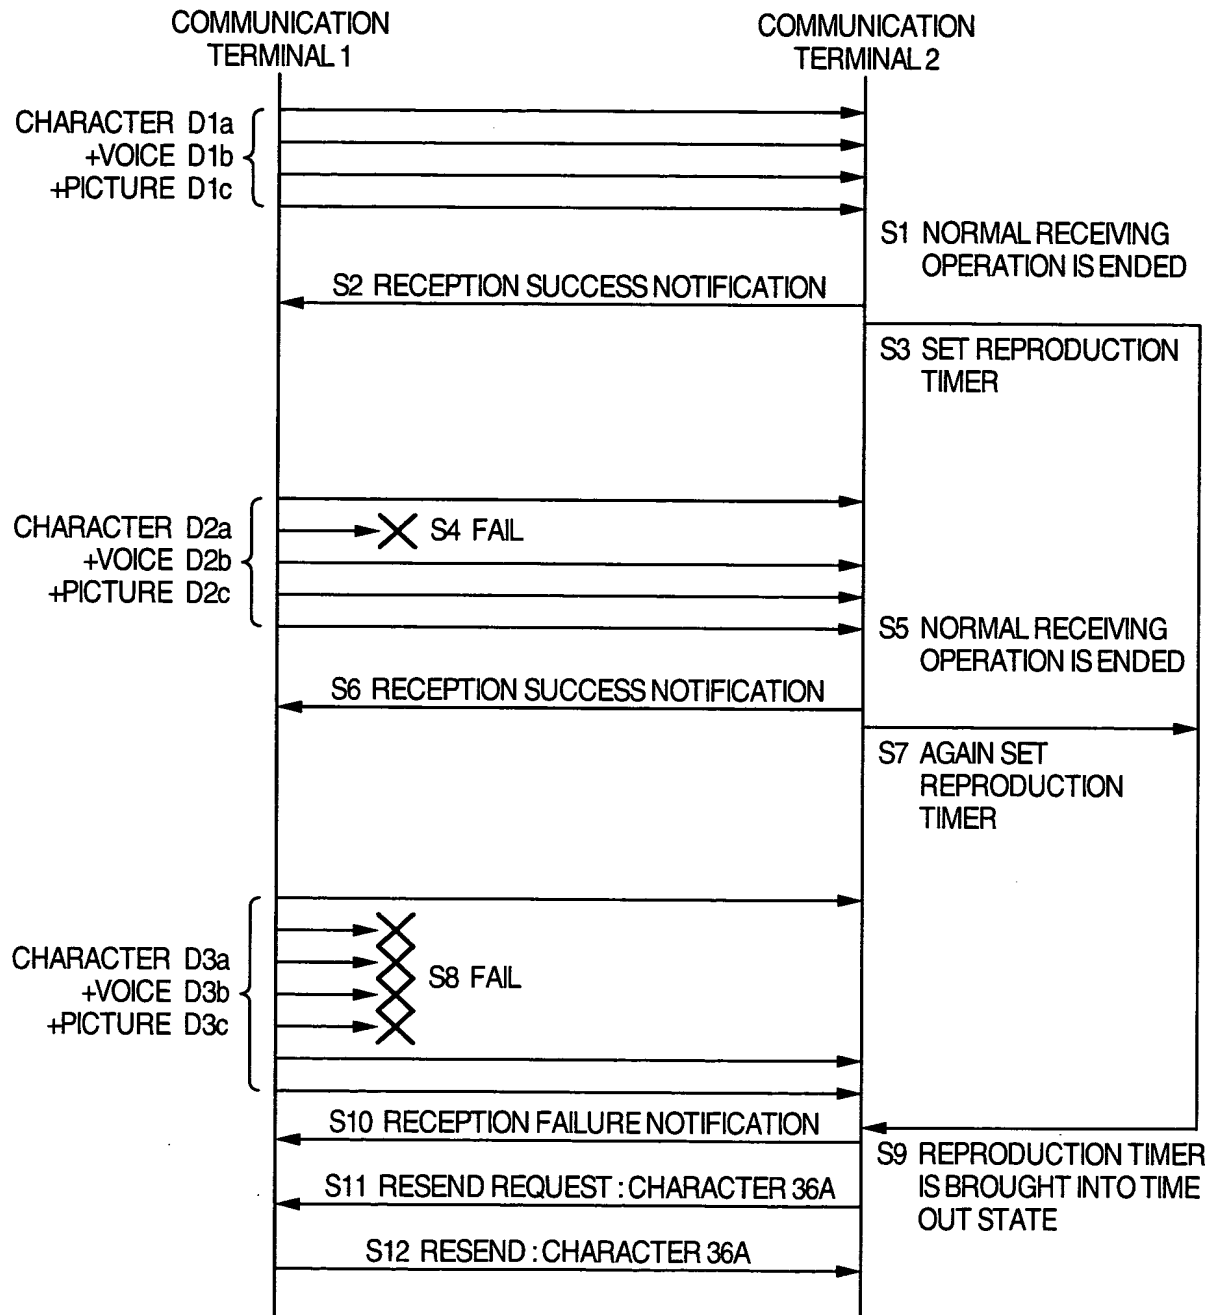 COMMUNICATION
TERMINAL 1
COMMUNICATION
TERMINAL 2
CHARACTER D1a
+VOICE D1b
+PICTURE D1c
S1 NORMAL RECEIVING
OPERATION IS ENDED
S2 RECEPTION SUCCESS NOTIFICATION
S3 SET REPRODUCTION
TIMER
CHARACTER D2a
+VOICE D2b
+PICTURE D2c
S4 FAIL
S5 NORMAL RECEIVING
OPERATION IS ENDED
S6 RECEPTION SUCCESS NOTIFICATION
S7 AGAIN SET
REPRODUCTION
TIMER
CHARACTER D3a
+VOICE D3b
+PICTURE D3c
S8 FAIL
S10 RECEPTION FAILURE NOTIFICATION
S9 REPRODUCTION TIMER
IS BROUGHT INTO TIME
OUT STATE
S11 RESEND REQUEST : CHARACTER 36A
S12 RESEND : CHARACTER 36A